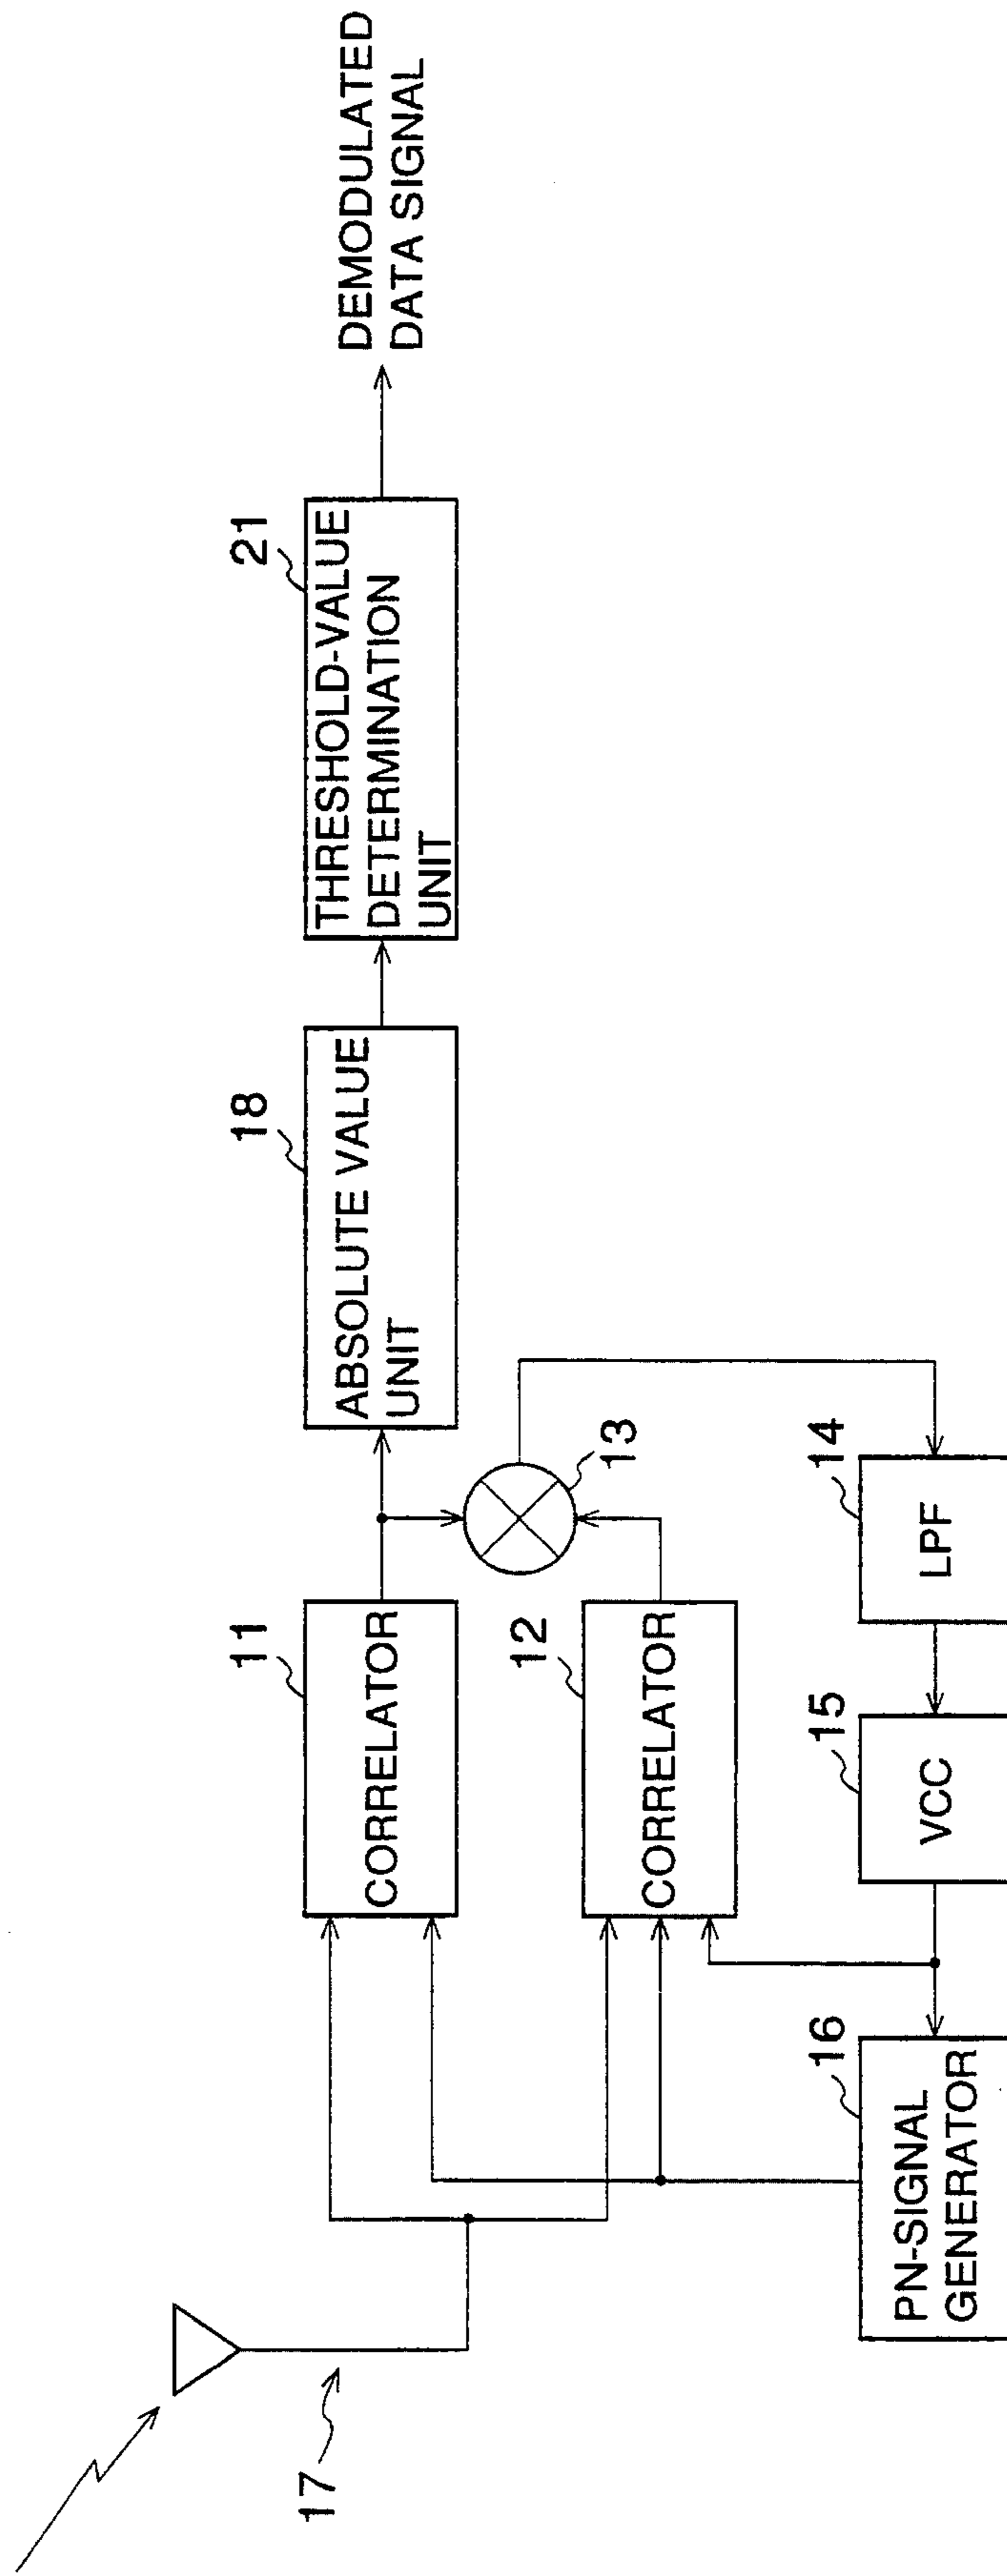 17
11
CORRELATOR
18
ABSOLUTE VALUE
UNIT
21
THRESHOLD-VALUE
DETERMINATION
UNIT
DEMODULATED
DATA SIGNAL
12
CORRELATOR
13
16
PN-SIGNAL
GENERATOR
15
VCC
14
LPF